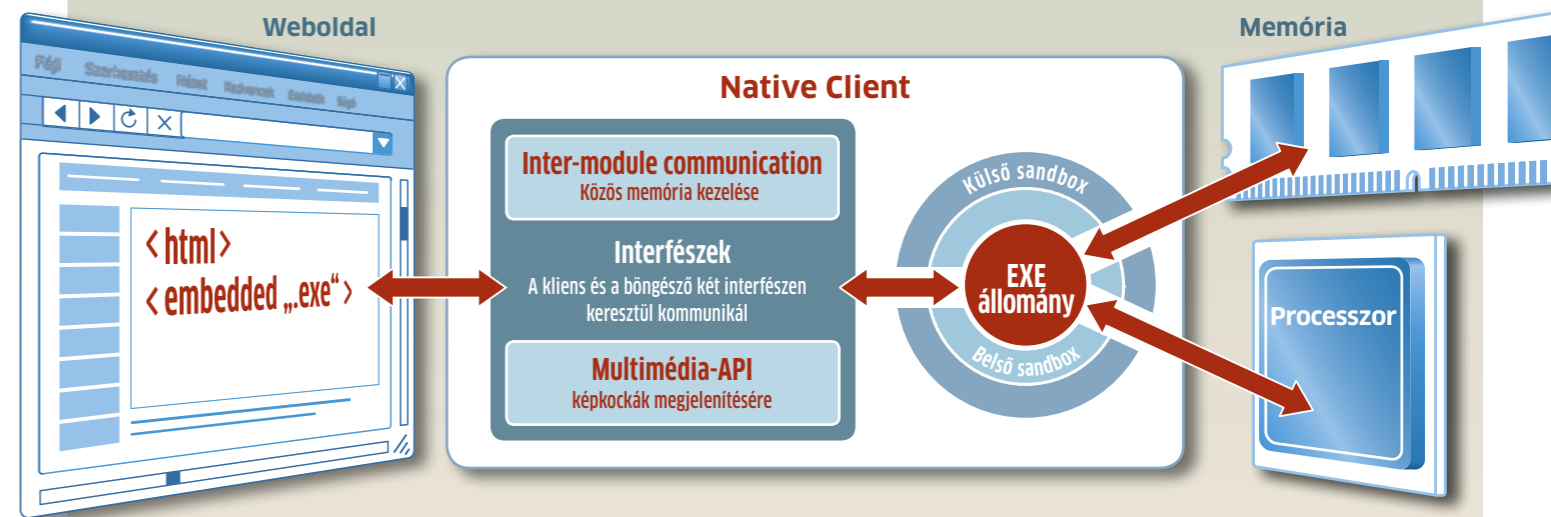 Weboldal
Memória
Fájl Szerkesztés Nézet Kedvencek Eszközök Súgó
Native Client
Inter-module communication
Közös memória kezelése
< html >
< embedded „.exe“ >
Interfészek
A kliens és a böngésző két interfészen
keresztül kommunikál
Multimédia-API
képkockák megjelenítésére
Külső sandbox
EXE
állomány
Belső sandbox
Processzor